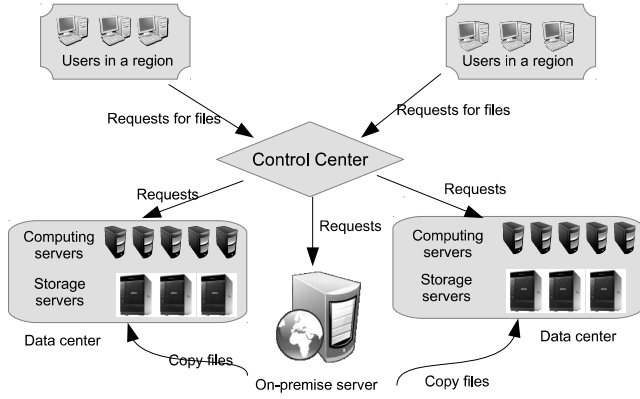 Users in a region
Users in a region
Requests for files
Requests for files
Control Center
Requests
Requests
Requests
Computing
servers
Storage
servers
Data center
Computing
servers
Storage
servers
Data center
Copy files
On-premise server
Copy files